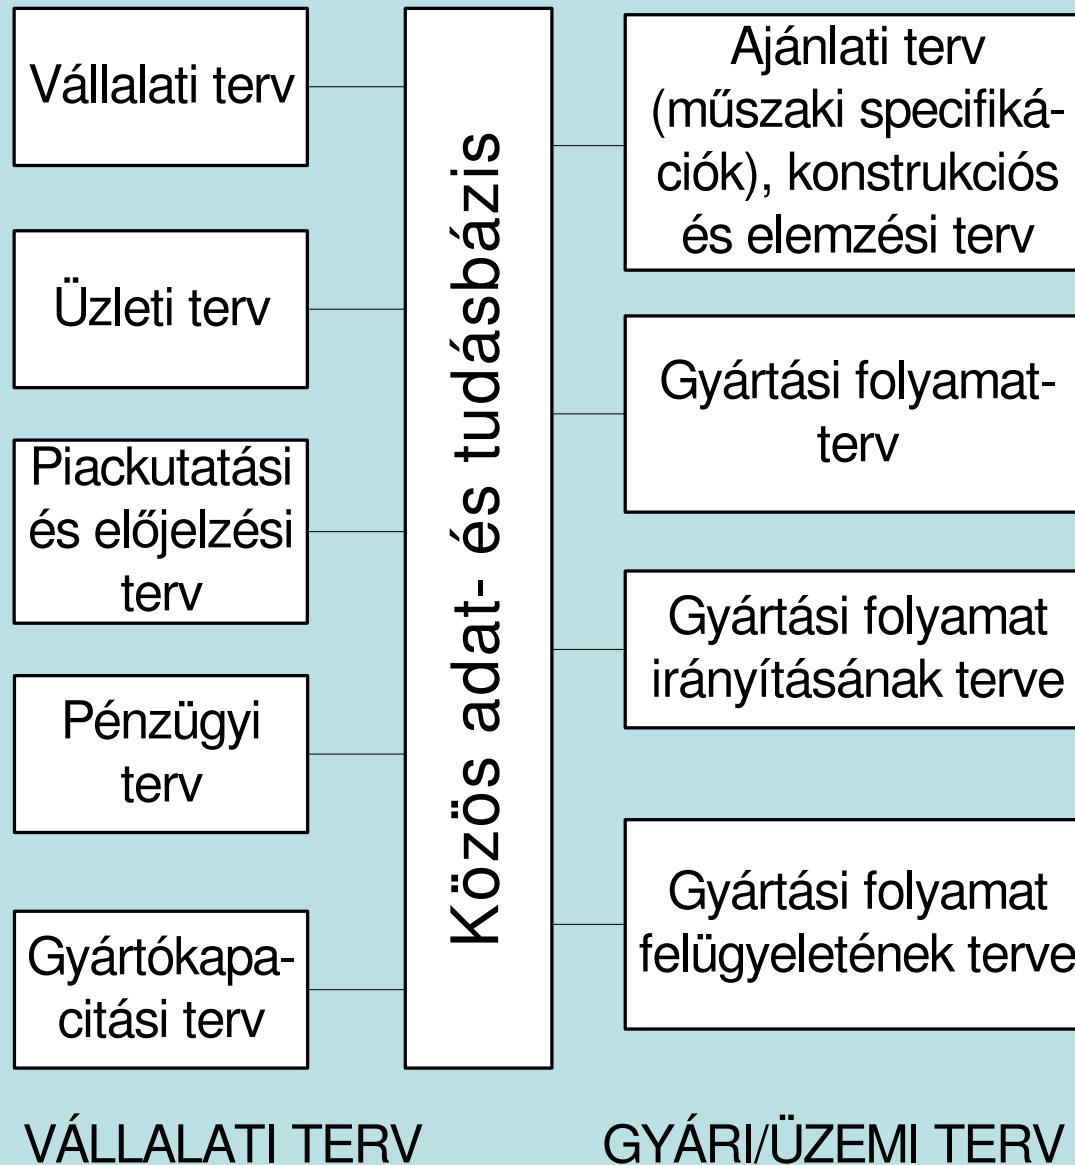 Vállalati terv
Üzleti terv
Piackutatási
és előjelzési
terv
Pénzügyi
terv
Gyártókapa-
citási terv
Közös adat- és tudásbázis
Ajánlati terv
(műszaki specifiká-
ciók), konstrukciós
és elemzési terv
Gyártási folyamat-
terv
Gyártási folyamat
irányításának terve
Gyártási folyamat
felügyeletének terve
VÁLLALATI TERV
GYÁRI/ÜZEMI TERV